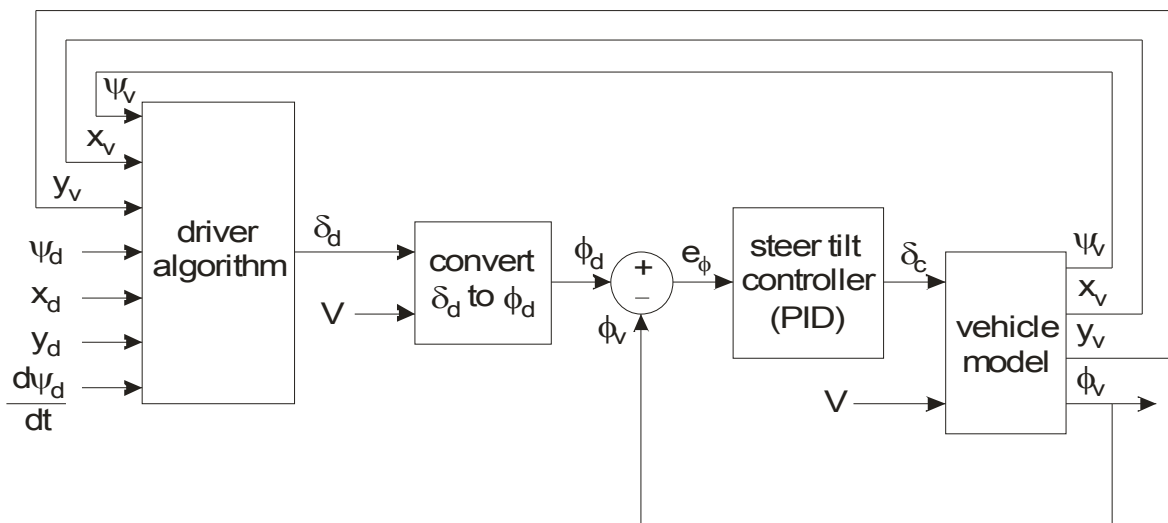 ψv
xv
yv
ψd
xd
yd
dψd
dt
driver
algorithm
δd
V
convert
δd to ϕd
ϕd
+
−
ϕv
eϕ
steer tilt
controller
(PID)
δc
V
vehicle
model
ψv
xv
yv
ϕv